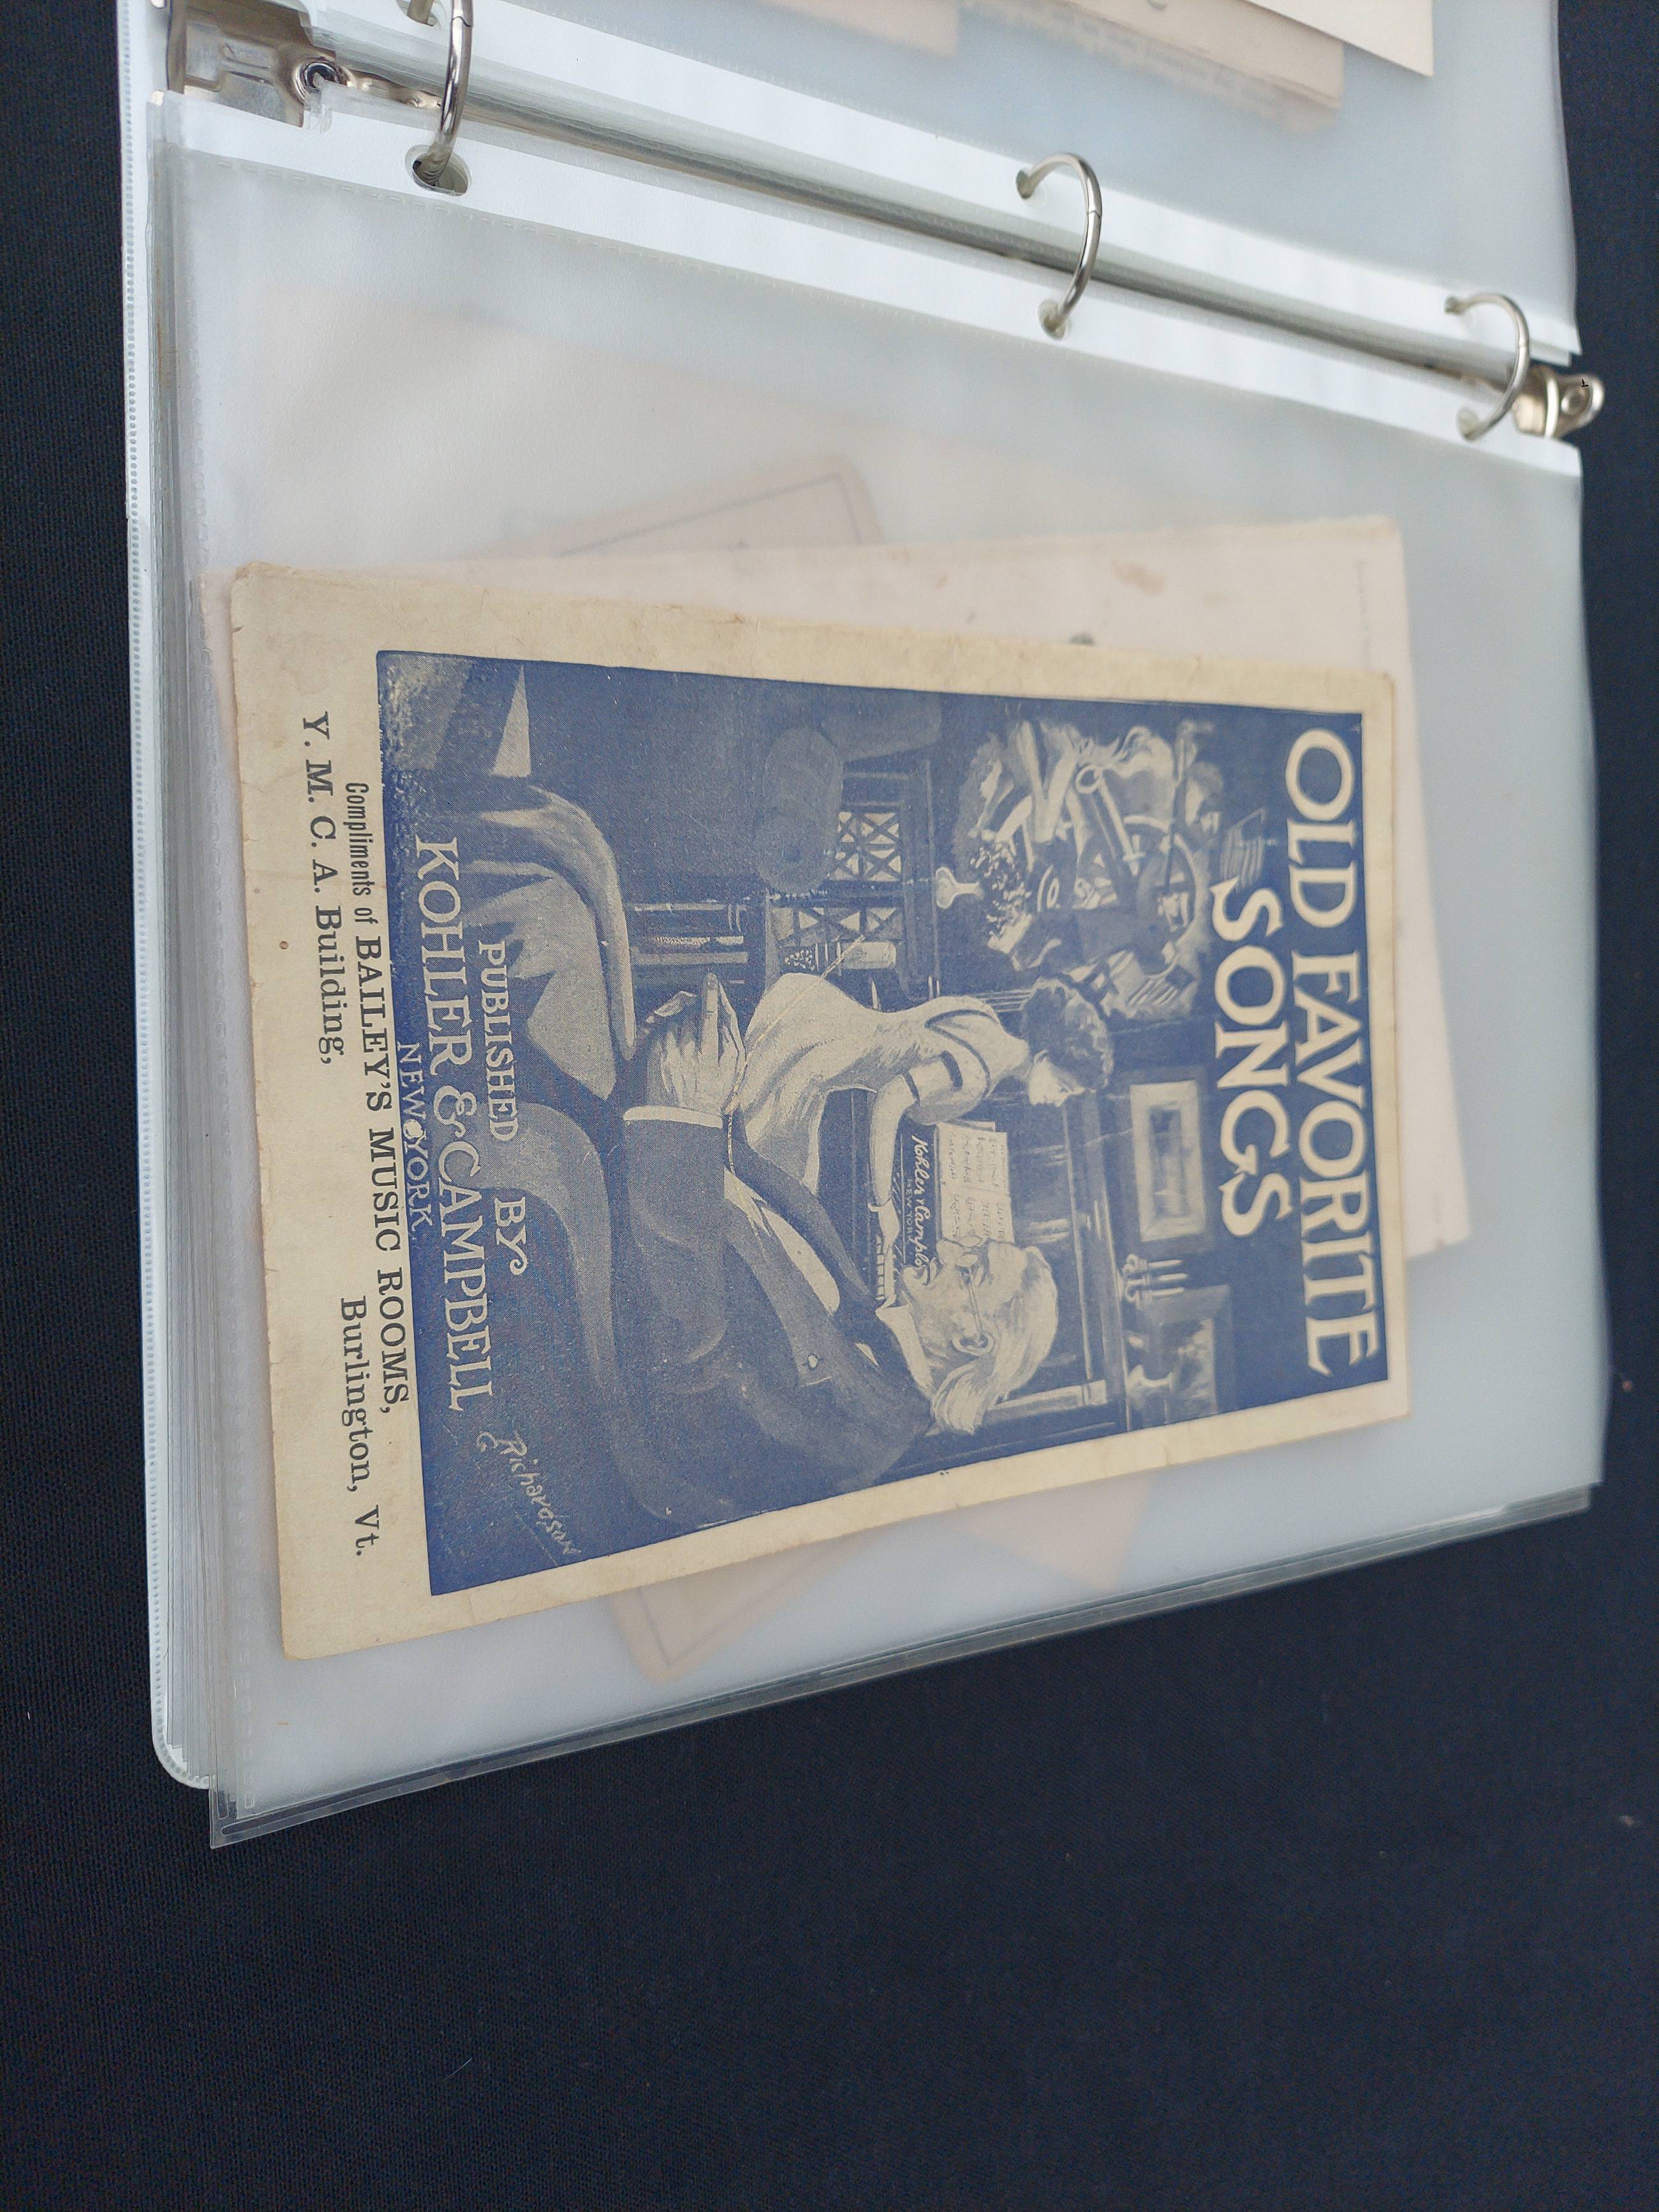 OLD FAVORITE
SONGS
Kohler & Campbell
NEW YORK
PUBLISHED BY
KOHLER & CAMPBELL
NEW YORK
Richardson
Compliments of BAILEY'S MUSIC ROOMS,
Y. M. C. A. Building, Burlington, Vt.